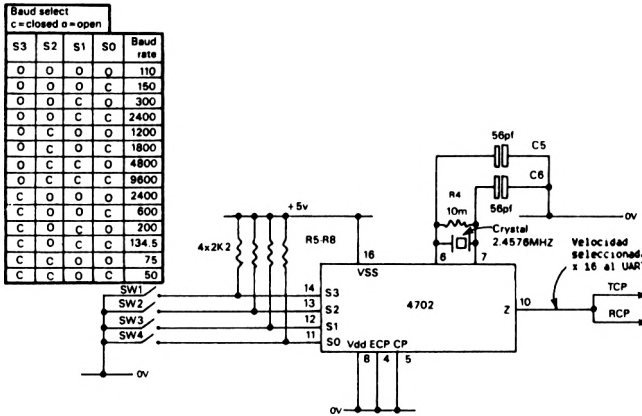 Baud select
c = closed o = open
S3 S2 S1 S0 Baud rate
O O O O 110
O O O C 150
O O C O 300
O O C C 2400
O C O O 1200
O C O C 1800
O C C O 4800
O C C C 9600
C O O O 2400
C O O C 600
C O C O 200
C O C C 134.5
C C O O 75
C C O C 50
56pf C5
C6
56pf
R4
10m
0V
Crystal
2.4576MHZ
+5v
4x2K2
R5-R8
16
VSS
6
7
Velocidad
seleccionada
x 16 al UART
4702
SW1 14 S3
SW2 13 S2
SW3 12 S1
SW4 11 S0
Z 10
TCP
RCP
Vdd ECP CP
8 4 5
0V
0V